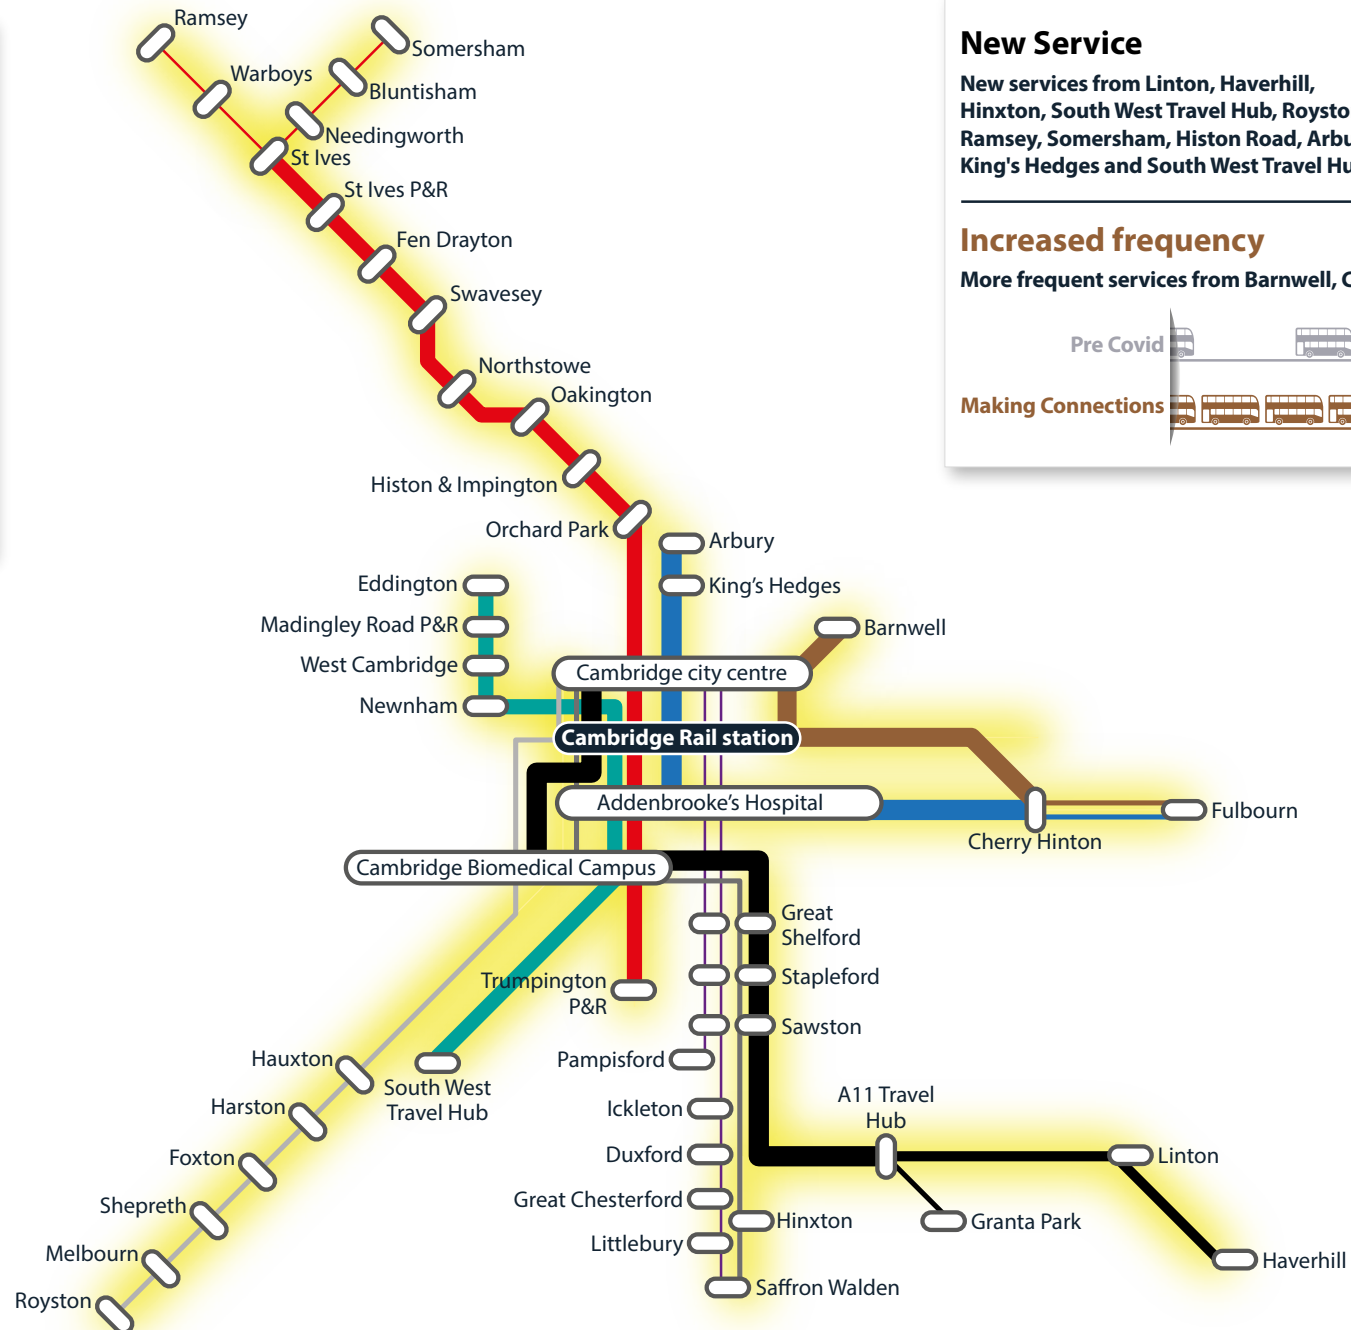 Ramsey
Somersham
Warboys
Bluntisham
Needingworth
St Ives
St Ives P&R
Fen Drayton
Swavesey
Northstowe
Oakington
Histon & Impington
Orchard Park
Arbury
King's Hedges
Eddington
Madingley Road P&R
West Cambridge
Newnham
Barnwell
Cambridge city centre
Cambridge Rail station
Addenbrooke's Hospital
Cambridge Biomedical Campus
Cherry Hinton
Fulbourn
Great
Shelford
Stapleford
Sawston
Trumpington
P&R
Pampisford
Hauxton
South West
Travel Hub
Harston
Foxton
Shepreth
Melbourn
Royston
Ickleton
Duxford
Great Chesterford
Littlebury
Hinxton
Saffron Walden
A11 Travel
Hub
Linton
Granta Park
Haverhill
New Service
New services from Linton, Haverhill,
Hinxton, South West Travel Hub, Roysto
Ramsey, Somersham, Histon Road, Arbu
King's Hedges and South West Travel Hu
Increased frequency
More frequent services from Barnwell, C
Pre Covid
Making Connections